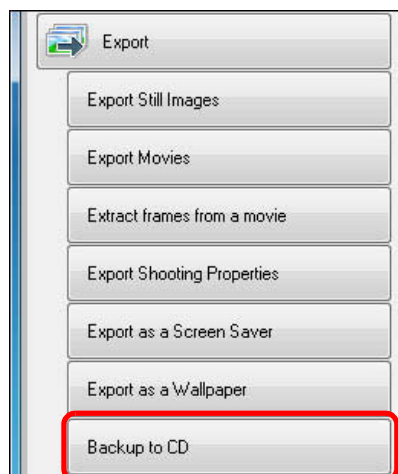 Export
Export Still Images
Export Movies
Extract frames from a movie
Export Shooting Properties
Export as a Screen Saver
Export as a Wallpaper
Backup to CD